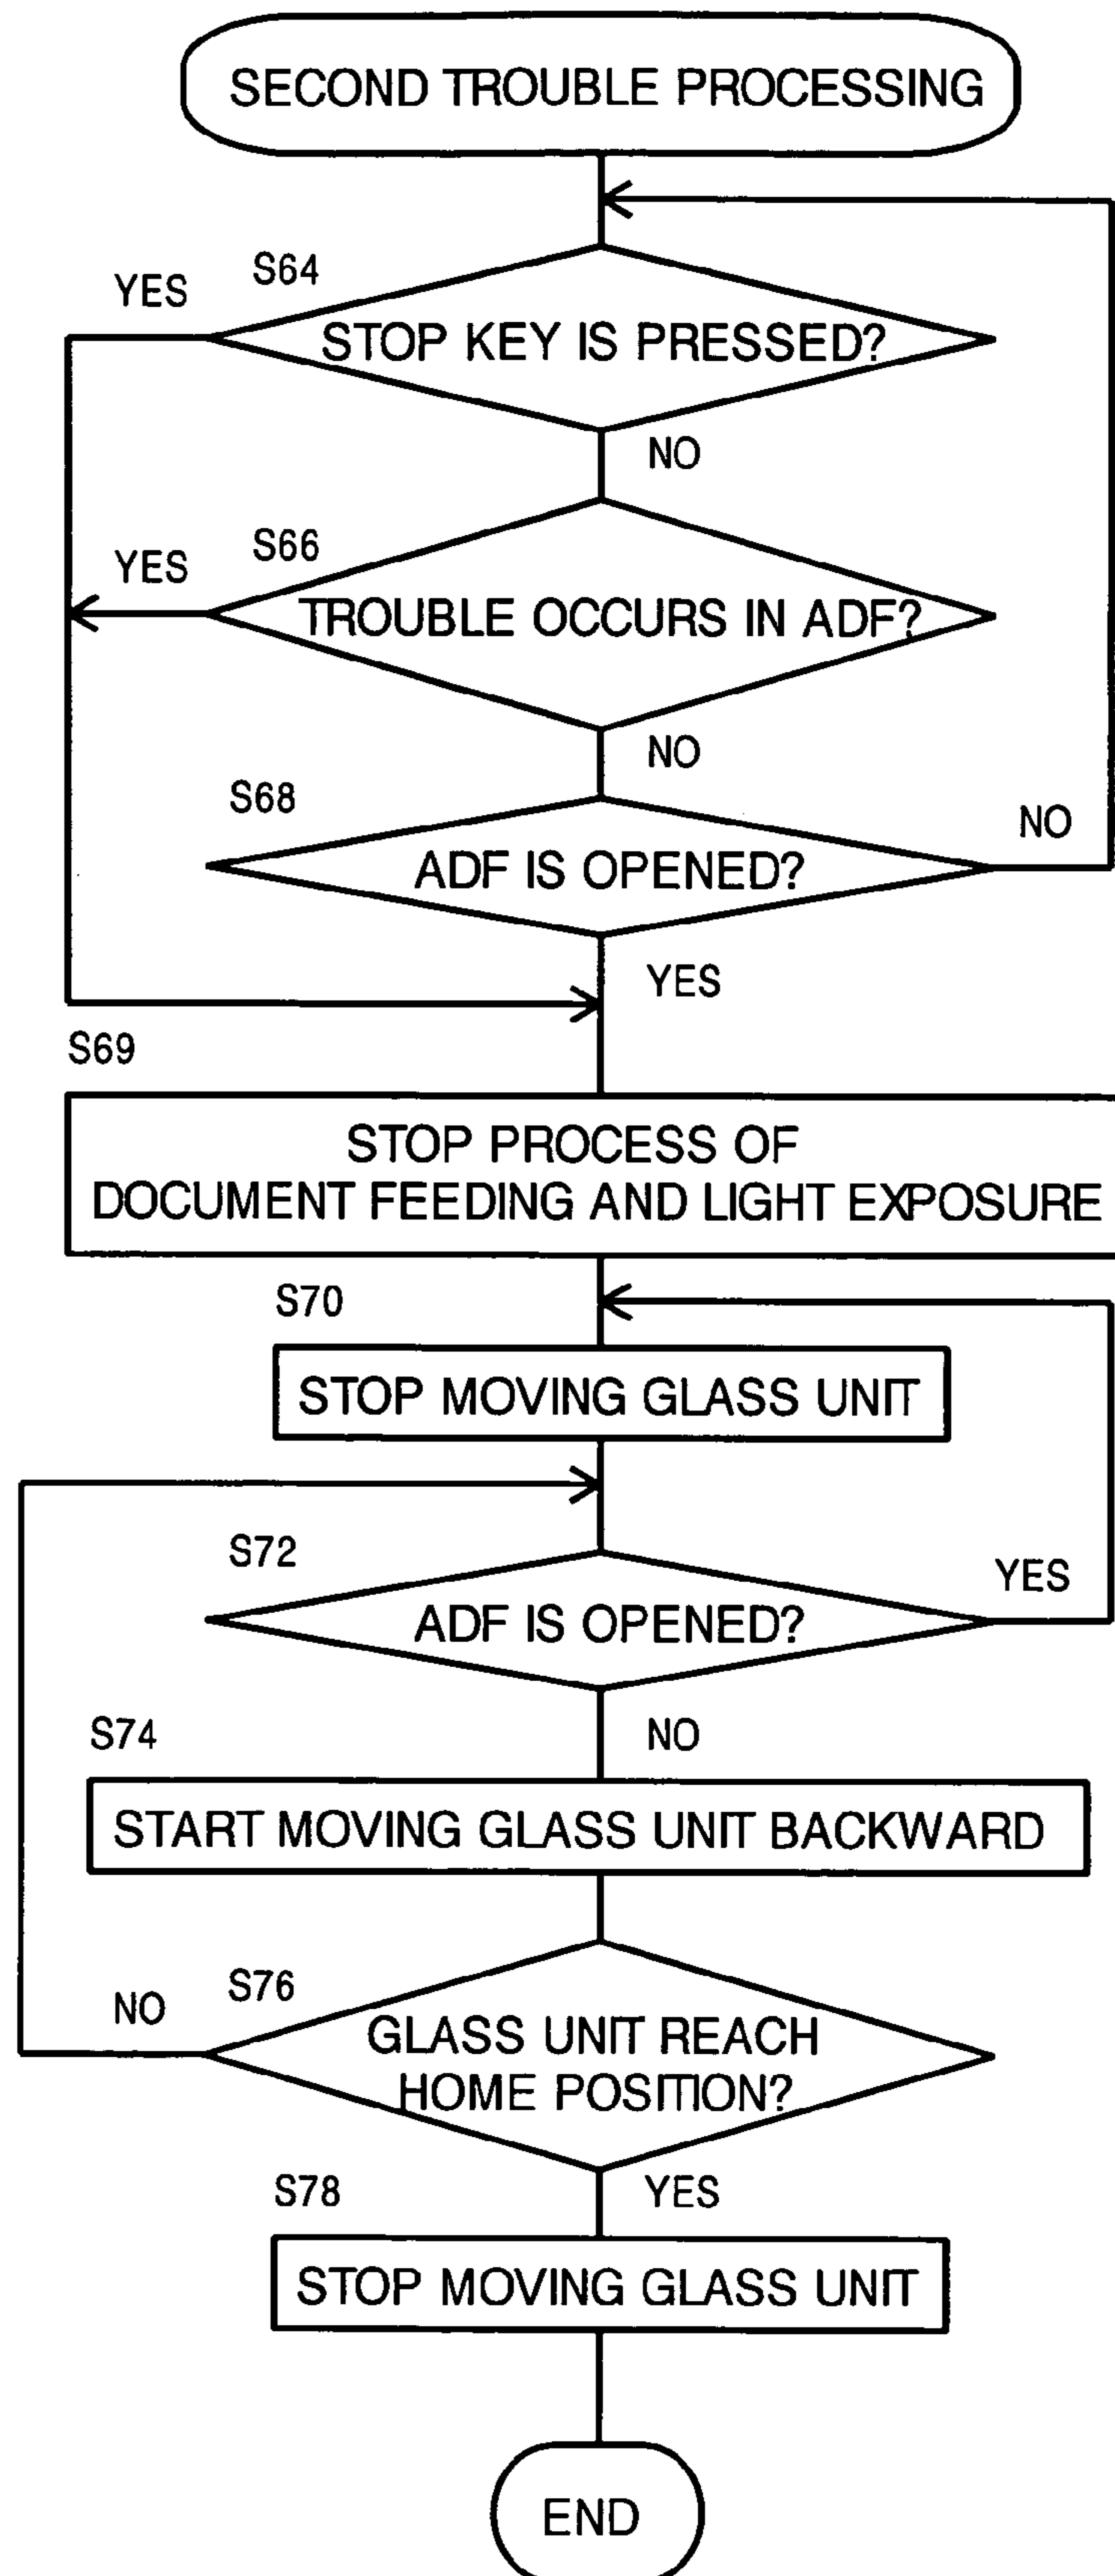 SECOND TROUBLE PROCESSING
S64
YES
STOP KEY IS PRESSED?
NO
S66
YES
TROUBLE OCCURS IN ADF?
NO
S68
NO
ADF IS OPENED?
YES
S69
STOP PROCESS OF
DOCUMENT FEEDING AND LIGHT EXPOSURE
S70
STOP MOVING GLASS UNIT
S72
YES
ADF IS OPENED?
NO
S74
START MOVING GLASS UNIT BACKWARD
S76
NO
GLASS UNIT REACH
HOME POSITION?
S78
YES
STOP MOVING GLASS UNIT
END